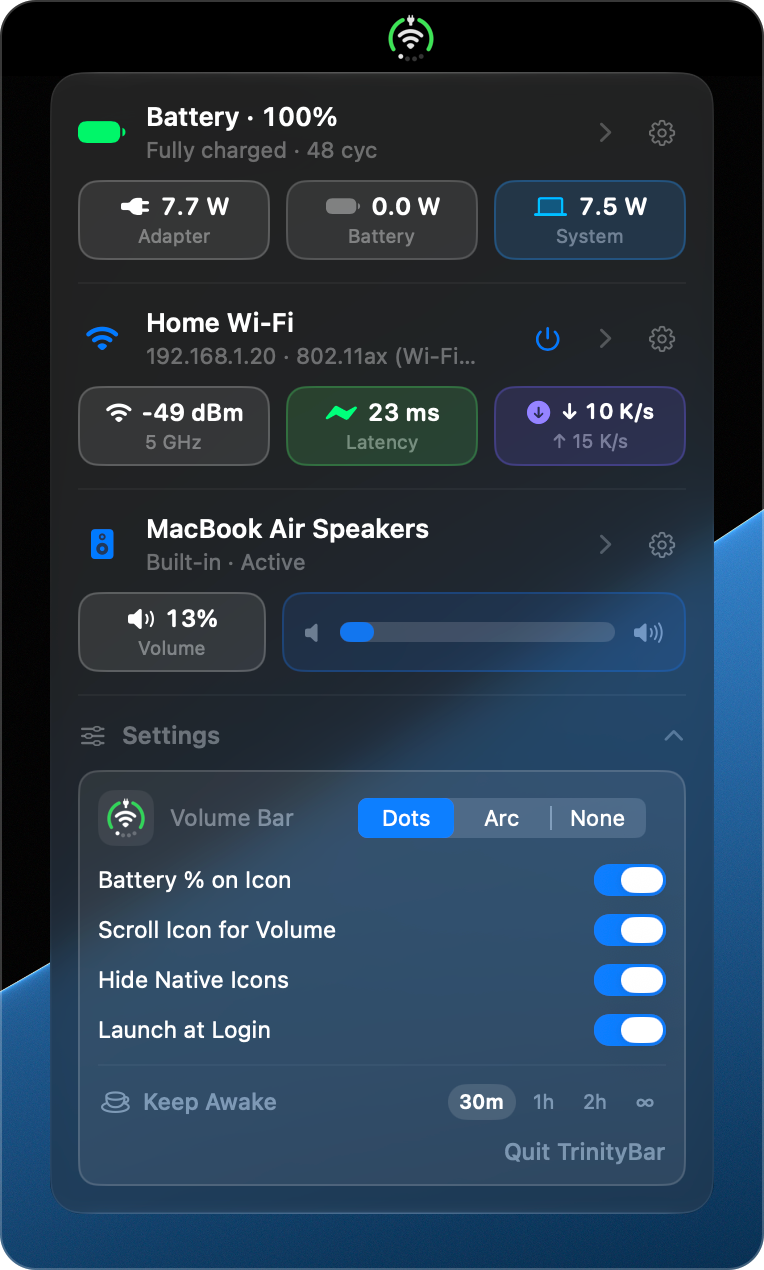 Battery · 100%
Fully charged · 48 cyc
7.7 W 0.0 W 7.5 W
Adapter Battery System
Home Wi-Fi
192.168.1.20 · 802.11ax (Wi-Fi...
-49 dBm 23 ms ↓ 10 K/s
5 GHz Latency ↑ 15 K/s
MacBook Air Speakers
Built-in · Active
13%
Volume
Settings
Volume Bar Dots Arc None
Battery % on Icon
Scroll Icon for Volume
Hide Native Icons
Launch at Login
Keep Awake 30m 1h 2h ∞
Quit TrinityBar